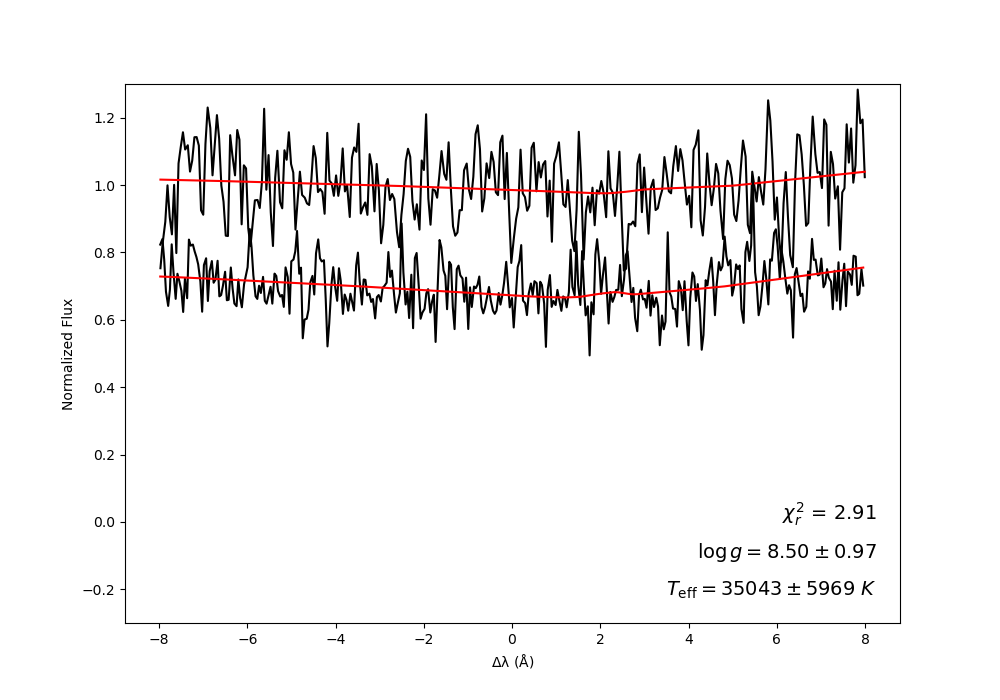 1.2
1.0
0.8
0.6
0.4
0.2
0.0
−0.2
Normalized Flux
χ²ᵣ = 2.91
log g = 8.50 ± 0.97
T_eff = 35043 ± 5969 K
−8 −6 −4 −2 0 2 4 6 8
Δλ (Å)